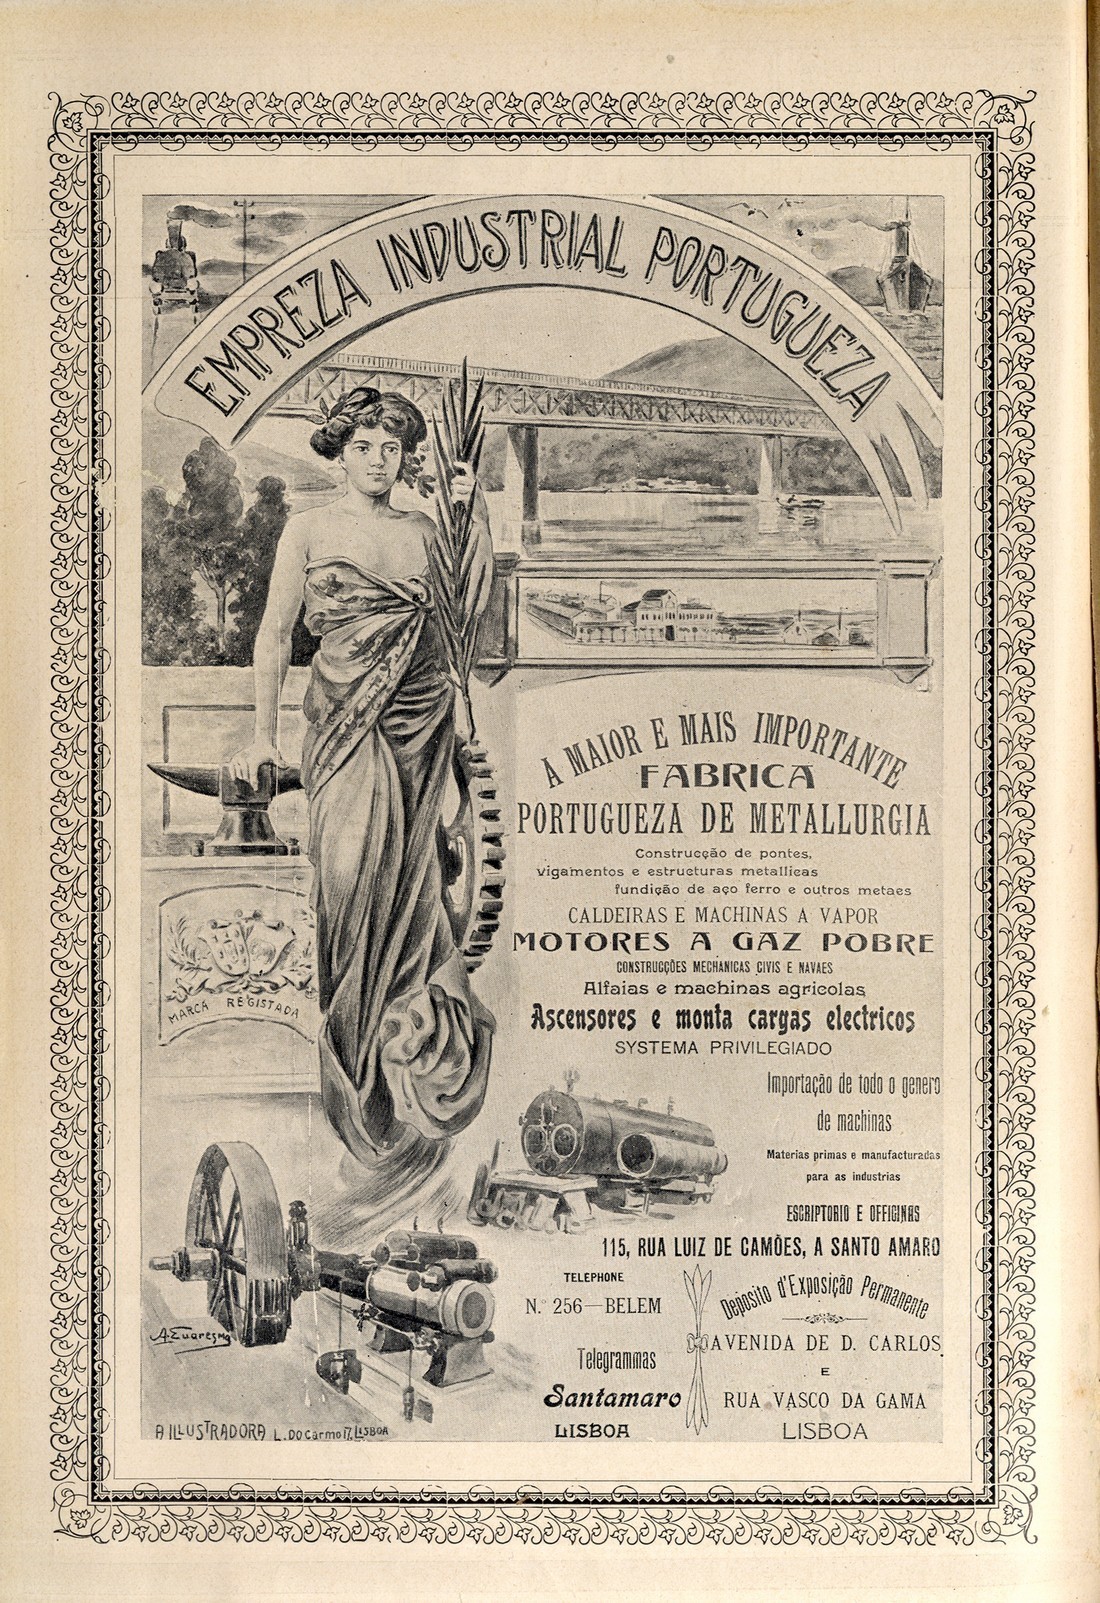 EMPREZA INDUSTRIAL PORTUGUEZA
A MAIOR E MAIS IMPORTANTE
FABRICA
PORTUGUEZA DE METALLURGIA
Construcção de pontes,
vigamentos e estructuras metallicas
fundição de aço ferro e outros metaes
CALDEIRAS E MACHINAS A VAPOR
MOTORES A GAZ POBRE
CONSTRUCÇÕES MECHANICAS CIVIS E NAVAES
Alfaias e machinas agricolas
Ascensores e monta cargas electricos
SYSTEMA PRIVILEGIADO
MARCA REGISTADA
Importação de todo o genero
de machinas
Materias primas e manufacturadas
para as industrias
ESCRIPTORIO E OFFICINAS
115, RUA LUIZ DE CAMÕES, A SANTO AMARO
TELEPHONE
N.º 256—BELEM
Telegrammas
Santamaro
LISBOA
Deposito d'Exposição Permanente
AVENIDA DE D. CARLOS
E
RUA VASCO DA GAMA
LISBOA
A ILLUSTRADORA L. DO Carmo 17, LISBOA